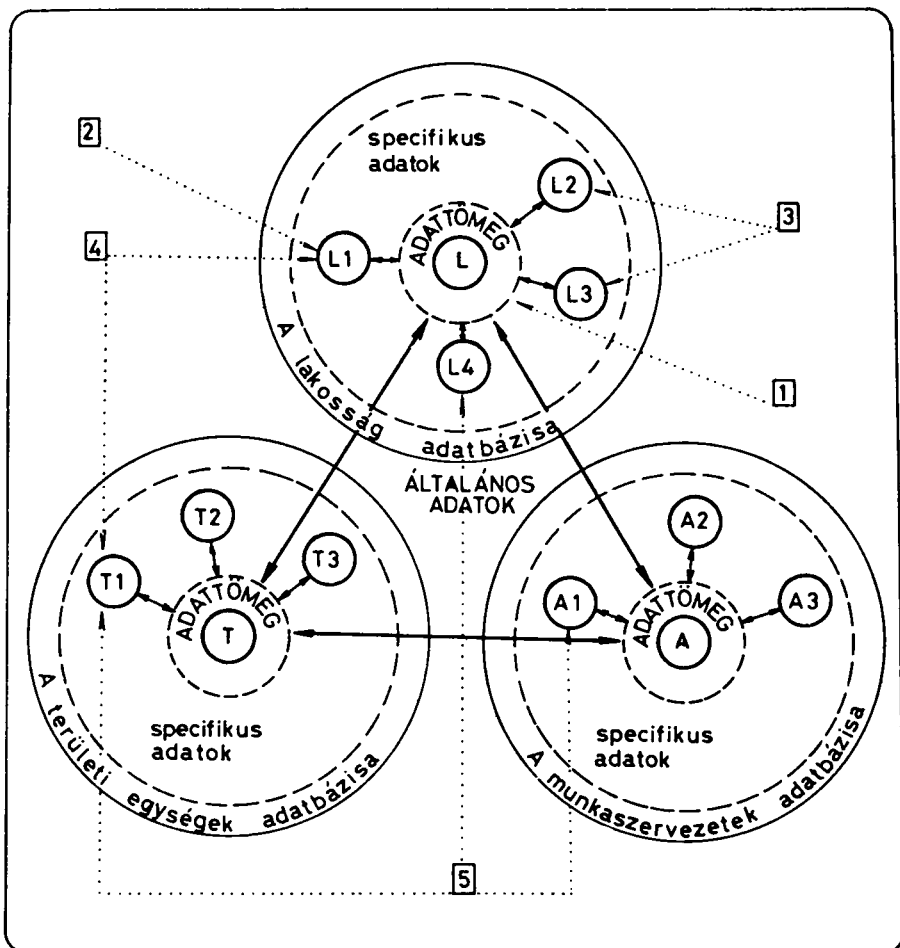 2
specifikus
adatok
L2
3
4
ADATTÖMEG
L1
L
L3
L4
1
A lakosság adatbázisa
ÁLTALÁNOS
ADATOK
T2
T3
T1
ADATTÖMEG
T
specifikus
adatok
A területi egységek adatbázisa
A2
A1
A3
ADATTÖMEG
A
specifikus
adatok
A munkaszervezetek adatbázisa
5